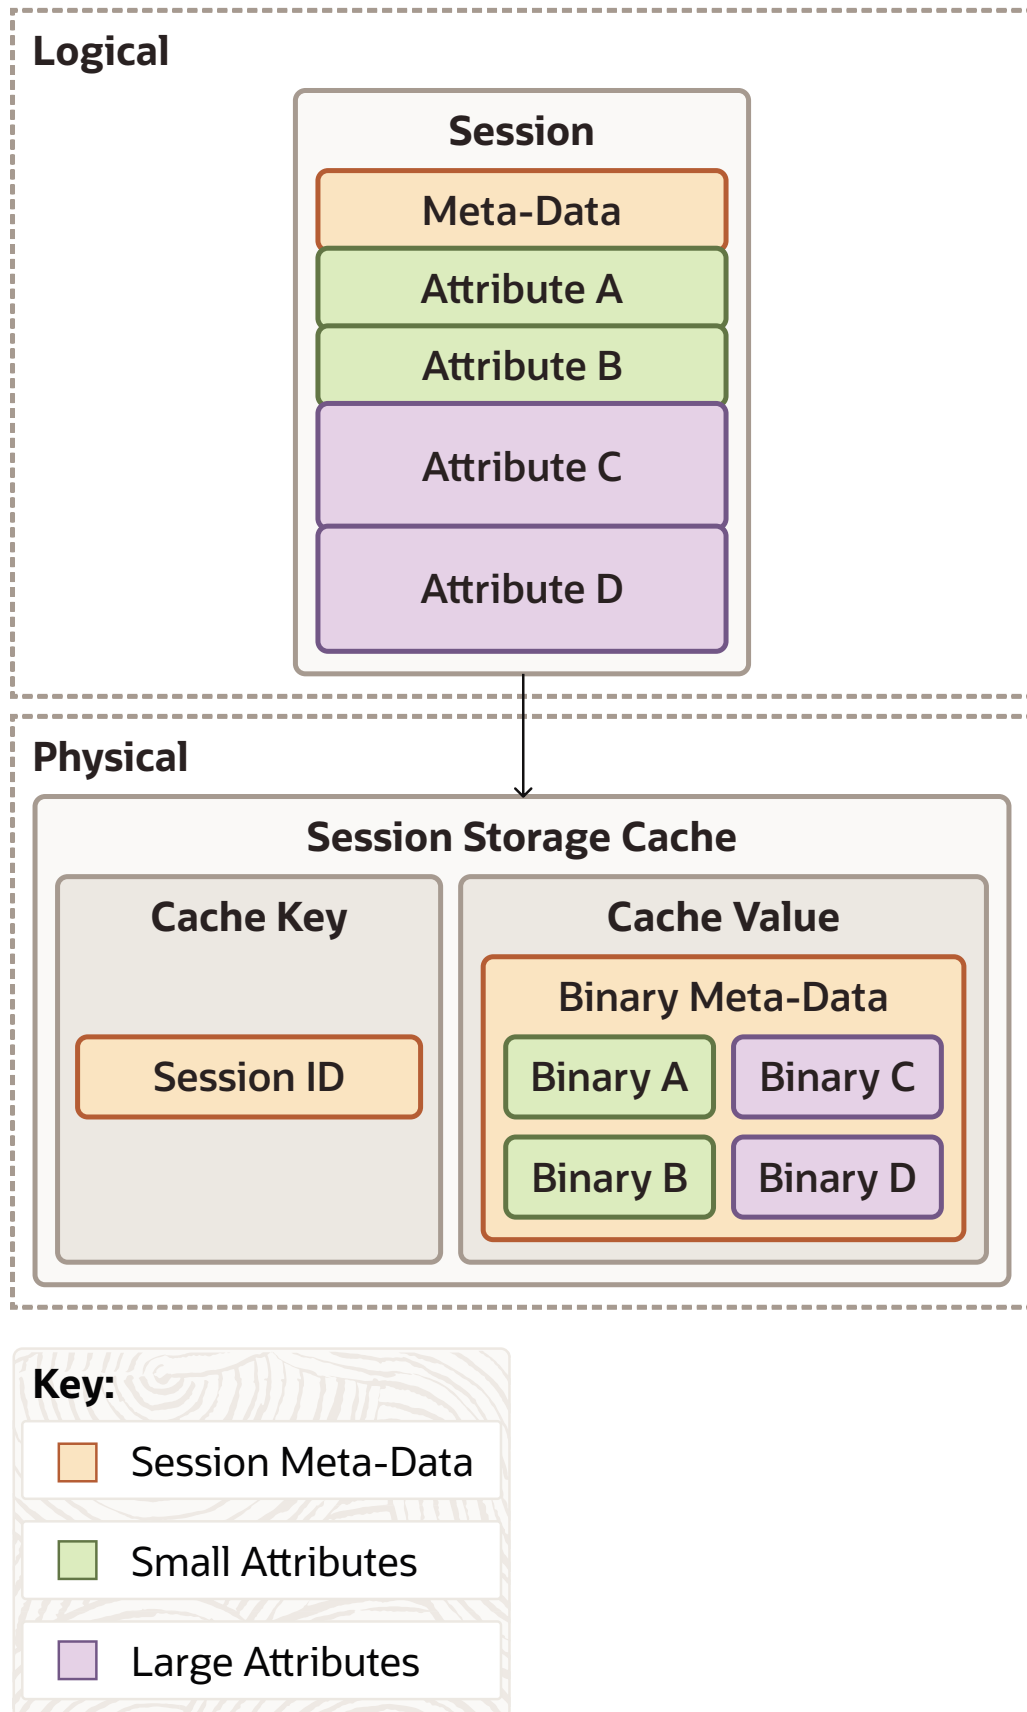 Logical
Session
Meta-Data
Attribute A
Attribute B
Attribute C
Attribute D
Physical
Session Storage Cache
Cache Key
Session ID
Cache Value
Binary Meta-Data
Binary A
Binary C
Binary B
Binary D
Key:
Session Meta-Data
Small Attributes
Large Attributes